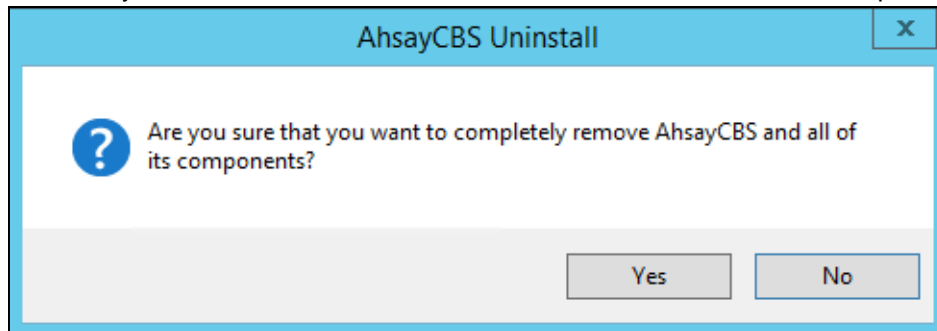 AhsayCBS Uninstall
x
?
Are you sure that you want to completely remove AhsayCBS and all of
its components?
Yes
No